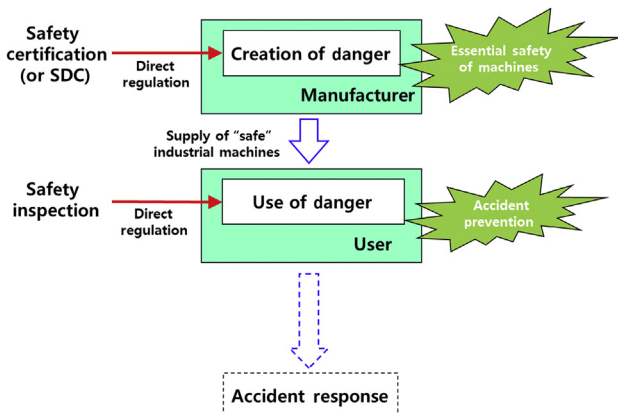 Safety
certification
(or SDC)
Direct
regulation
Creation of danger
Manufacturer
Essential safety
of machines
Supply of “safe”
industrial machines
Safety
inspection
Direct
regulation
Use of danger
User
Accident
prevention
Accident response